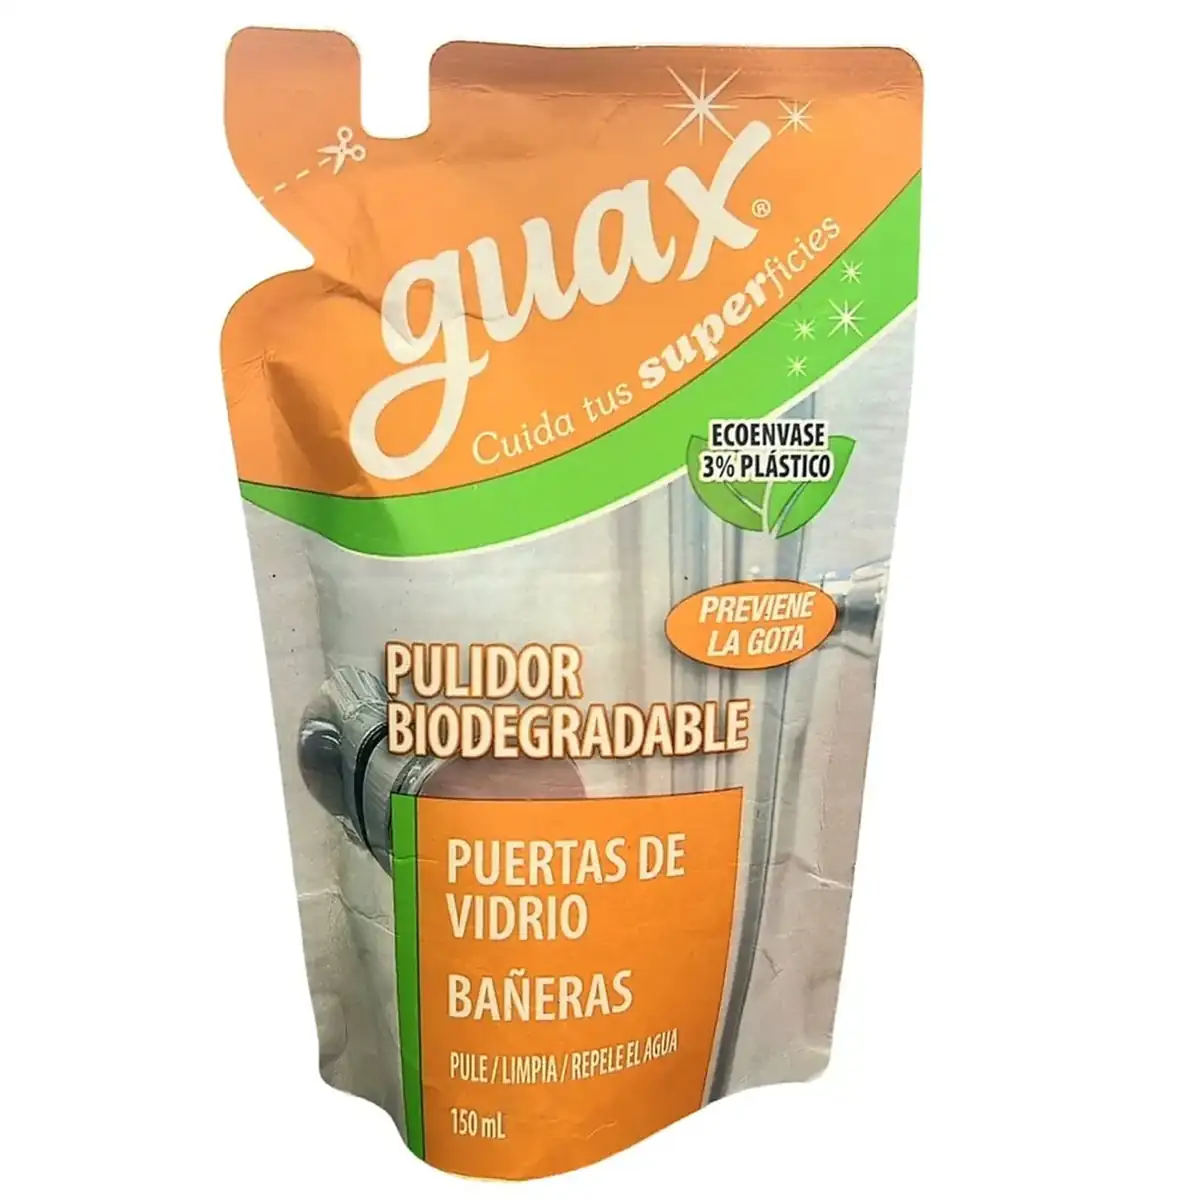 guax®
Cuida tus superficies
ECOENVASE
3% PLÁSTICO
PREVIENE
LA GOTA
PULIDOR
BIODEGRADABLE
PUERTAS DE
VIDRIO
BAÑERAS
PULE / LIMPIA / REPELE EL AGUA
150 mL